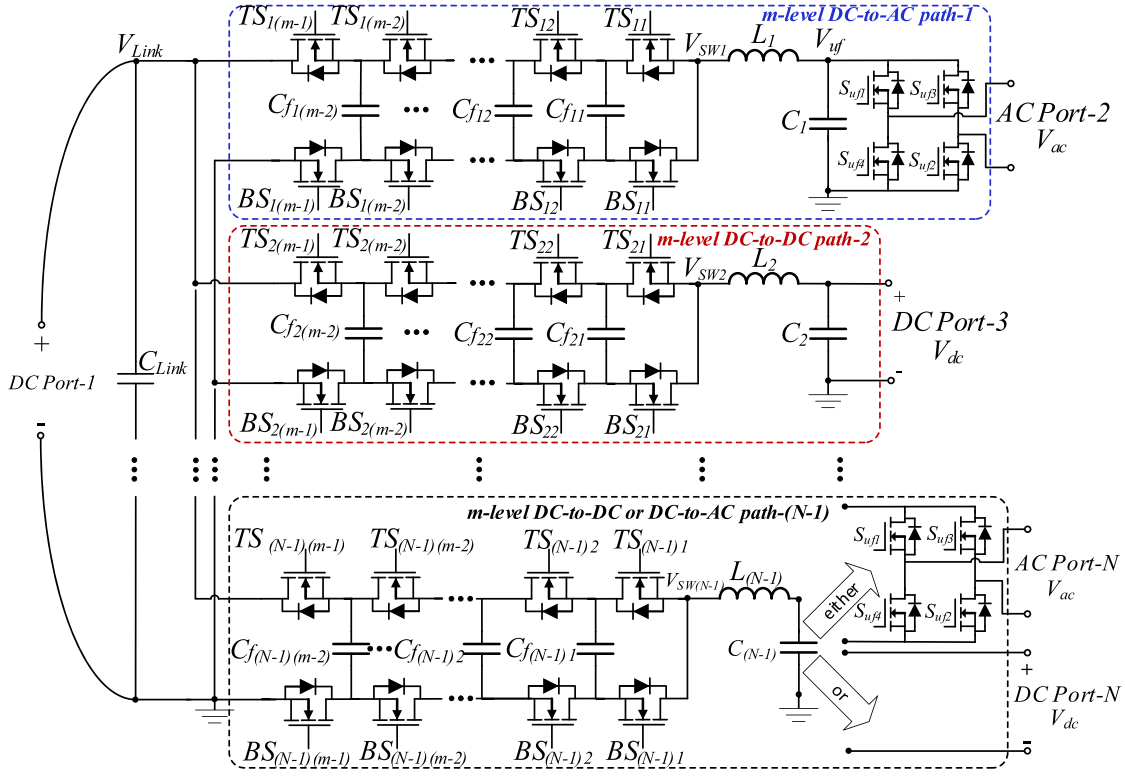 TS1(m-1) TS1(m-2) TS12 TS11 m-level DC-to-AC path-1
VLink VSW1 L1 Vuf
Suf1 Suf3
Cf1(m-2) Cf12 Cf11 C1 AC Port-2
Vac
Suf4 Suf2
BS1(m-1) BS1(m-2) BS12 BS11
TS2(m-1) TS2(m-2) TS22 TS21 m-level DC-to-DC path-2
VSW2 L2
+
Cf2(m-2) Cf22 Cf21 C2 DC Port-3
Vdc
-
+
DC Port-1 CLink
-
BS2(m-1) BS2(m-2) BS22 BS21
m-level DC-to-DC or DC-to-AC path-(N-1)
TS(N-1)(m-1) TS(N-1)(m-2) TS(N-1)2 TS(N-1)1
Suf1 Suf3
VSW(N-1) L(N-1)
AC Port-N
Vac
either
Suf4 Suf2
Cf(N-1)(m-2) Cf(N-1)2 Cf(N-1)1 C(N-1)
+
or
DC Port-N
Vdc
-
BS(N-1)(m-1) BS(N-1)(m-2) BS(N-1)2 BS(N-1)1